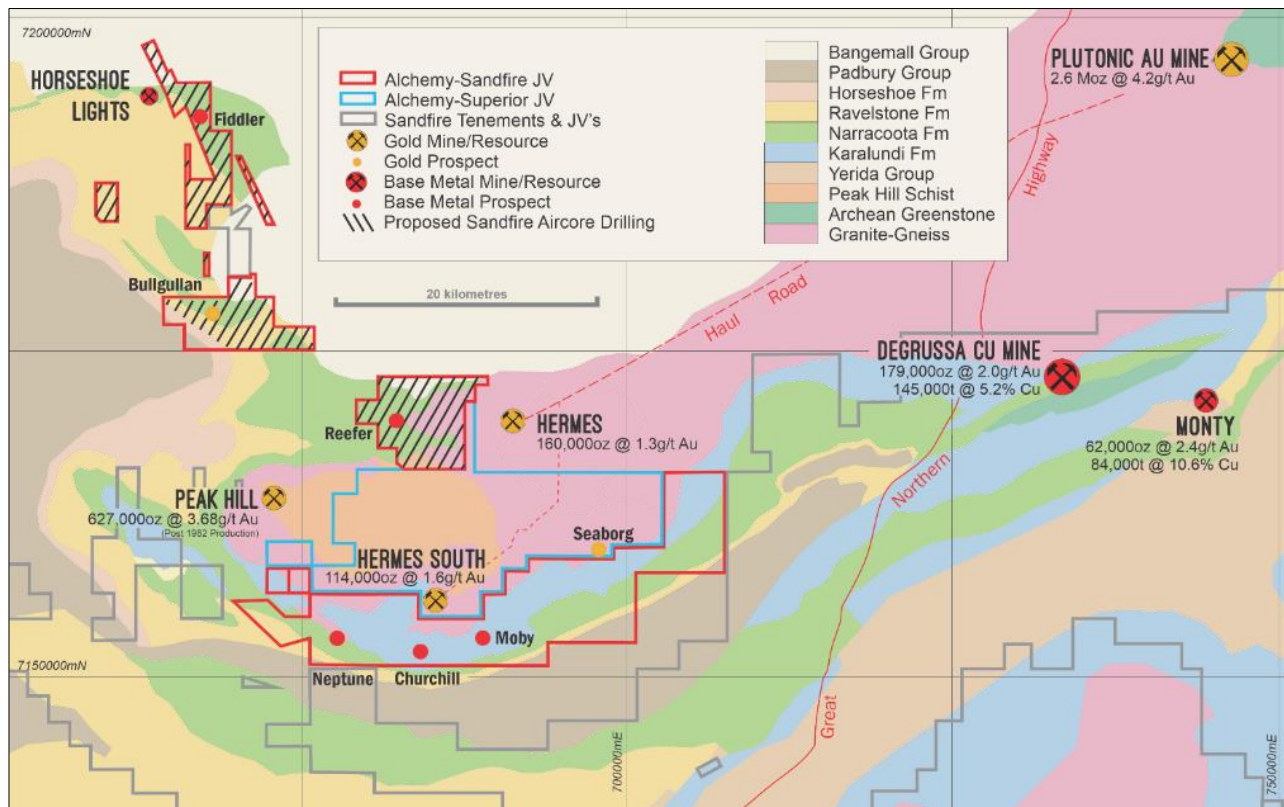 7200000mN
HORSESHOE
LIGHTS
Fiddler
Alchemy-Sandfire JV
Alchemy-Superior JV
Sandfire Tenements & JV's
Gold Mine/Resource
Gold Prospect
Base Metal Mine/Resource
Base Metal Prospect
Proposed Sandfire Aircore Drilling
Bangemall Group
Padbury Group
Horseshoe Fm
Ravelstone Fm
Narracoota Fm
Karalundi Fm
Yerida Group
Peak Hill Schist
Archean Greenstone
Granite-Gneiss
PLUTONIC AU MINE
2.6 Moz @ 4.2g/t Au
Highway
Bullgullan
20 kilometres
Haul Road
DEGRUSSA CU MINE
179,000oz @ 2.0g/t Au
145,000t @ 5.2% Cu
Reefer
HERMES
160,000oz @ 1.3g/t Au
MONTY
62,000oz @ 2.4g/t Au
84,000t @ 10.6% Cu
Northern
PEAK HILL
627,000oz @ 3.68g/t Au
(Post 1982 Production)
Seaborg
HERMES SOUTH
114,000oz @ 1.6g/t Au
Moby
7150000mN
Neptune
Churchill
Great
700000mE
750000mE